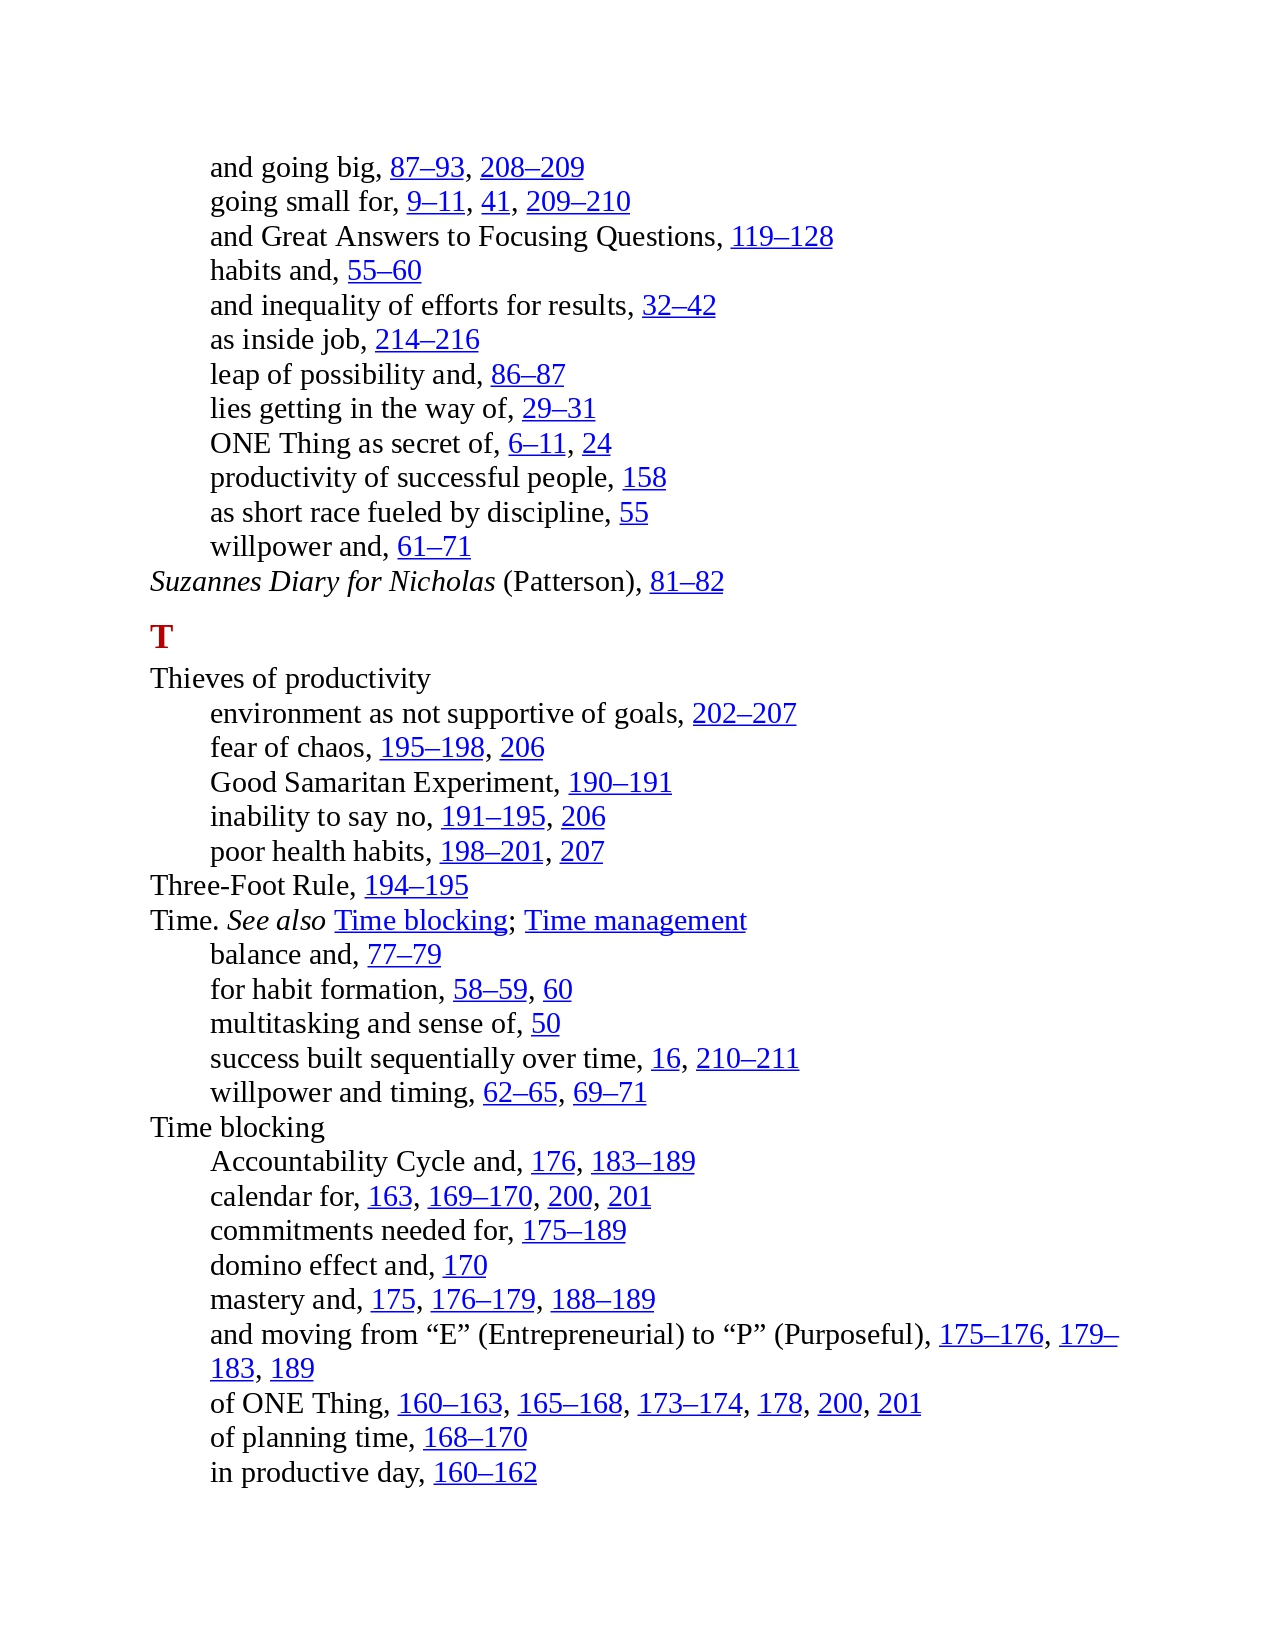 and going big, 87–93, 208–209
going small for, 9–11, 41, 209–210
and Great Answers to Focusing Questions, 119–128
habits and, 55–60
and inequality of efforts for results, 32–42
as inside job, 214–216
leap of possibility and, 86–87
lies getting in the way of, 29–31
ONE Thing as secret of, 6–11, 24
productivity of successful people, 158
as short race fueled by discipline, 55
willpower and, 61–71
Suzannes Diary for Nicholas (Patterson), 81–82
T
Thieves of productivity
environment as not supportive of goals, 202–207
fear of chaos, 195–198, 206
Good Samaritan Experiment, 190–191
inability to say no, 191–195, 206
poor health habits, 198–201, 207
Three-Foot Rule, 194–195
Time. See also Time blocking; Time management
balance and, 77–79
for habit formation, 58–59, 60
multitasking and sense of, 50
success built sequentially over time, 16, 210–211
willpower and timing, 62–65, 69–71
Time blocking
Accountability Cycle and, 176, 183–189
calendar for, 163, 169–170, 200, 201
commitments needed for, 175–189
domino effect and, 170
mastery and, 175, 176–179, 188–189
and moving from “E” (Entrepreneurial) to “P” (Purposeful), 175–176, 179–
183, 189
of ONE Thing, 160–163, 165–168, 173–174, 178, 200, 201
of planning time, 168–170
in productive day, 160–162